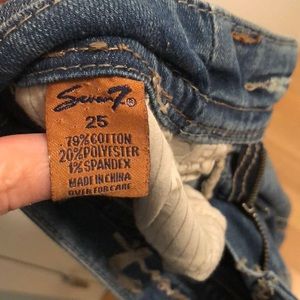 Seven7®
25
79%COTTON
20%POLYESTER
1%SPANDEX
MADE IN CHINA
OVER FOR CARE